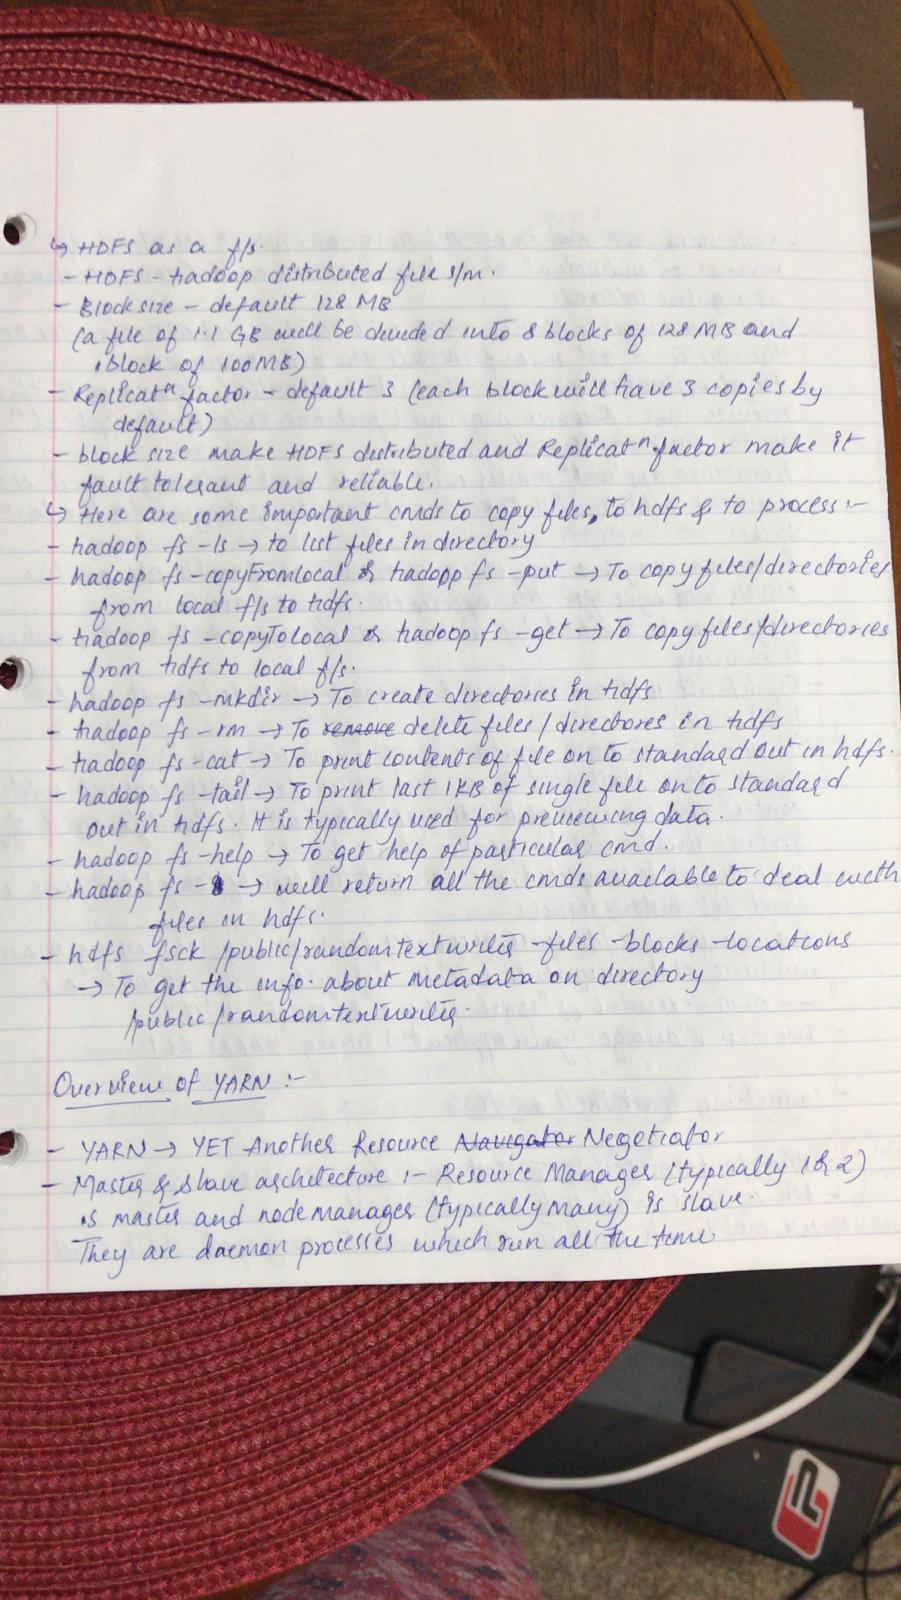 ↳ HDFS as a f/s.
- HDFS - hadoop distributed file s/m.
- Block size - default 128 MB
(a file of 1.1 GB will be divided into 8 blocks of 128 MB and
1 block of 100MB)
- Replicatⁿ factor - default 3 (each block will have 3 copies by
default)
- block size make HDFS distributed and Replicatⁿ factor make it
fault tolerant and reliable.
↳ Here are some important cmds to copy files, to hdfs & to process :-
- hadoop fs -ls → to list files in directory
- hadoop fs -copyFromlocal or hadopp fs -put → To copy files/directories
from local f/s to hdfs.
- hadoop fs -copyTolocal or hadoop fs -get → To copy files/directories
from hdfs to local f/s.
- hadoop fs -mkdir → To create directories in hdfs
- hadoop fs -rm → To remove delete files / directores in hdfs
- hadoop fs -cat → To print contents of file on to standard out in hdfs.
- hadoop fs -tail → To print last 1KB of single file on to standard
out in hdfs. It is typically used for previewing data.
- hadoop fs -help → To get help of particular cmd.
- hadoop fs - → will return all the cmds available to deal with
files in hdfs.
- hdfs fsck /public/randomtextwriter -files -blocks -locations
→ To get the info. about metadata on directory
/public/randomtextwriter.
Overview of YARN :-
- YARN → YET Another Resource Navigator Negotiator
- Master & Slave architecture :- Resource Manager (typically 1 or 2)
is master and node manager (typically many) is slave.
They are daemon processes which run all the time.